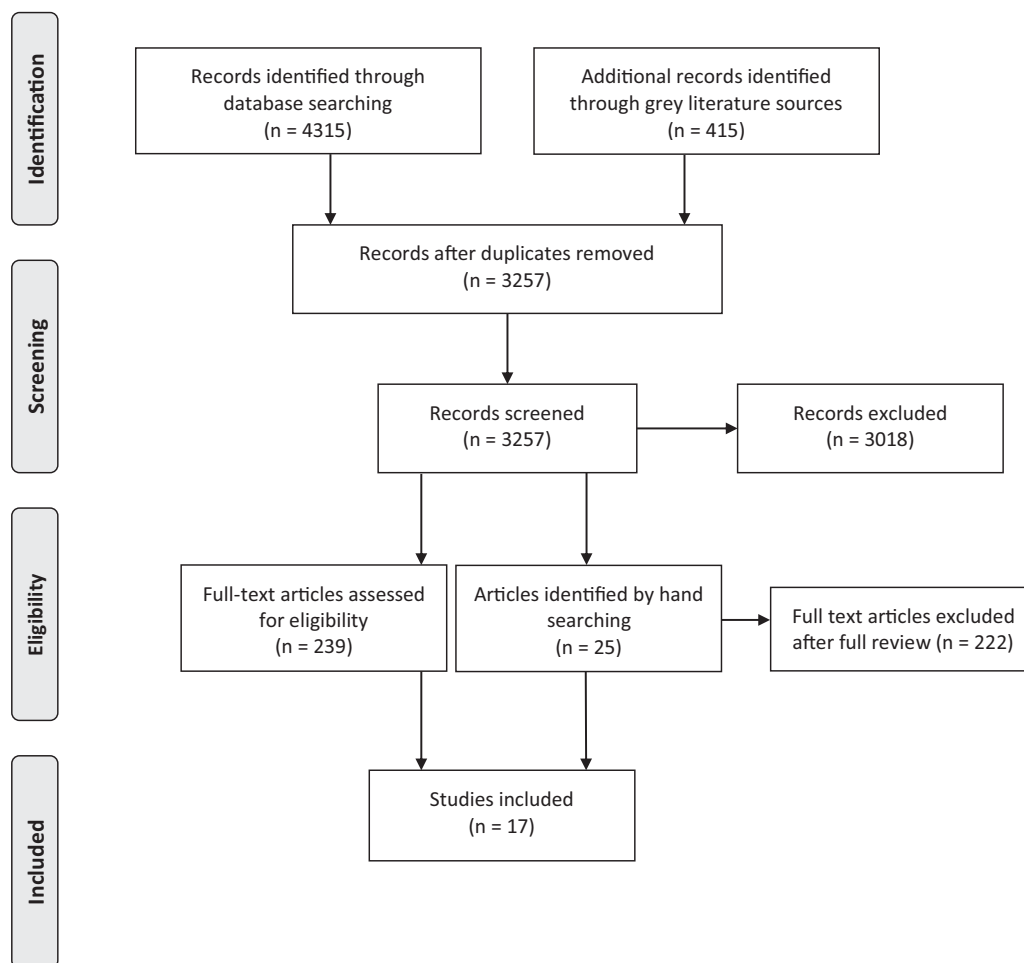 Identification
Records identified through
database searching
(n = 4315)
Additional records identified
through grey literature sources
(n = 415)
Records after duplicates removed
(n = 3257)
Screening
Records screened
(n = 3257)
Records excluded
(n = 3018)
Eligibility
Full-text articles assessed
for eligibility
(n = 239)
Articles identified by hand
searching
(n = 25)
Full text articles excluded
after full review (n = 222)
Included
Studies included
(n = 17)